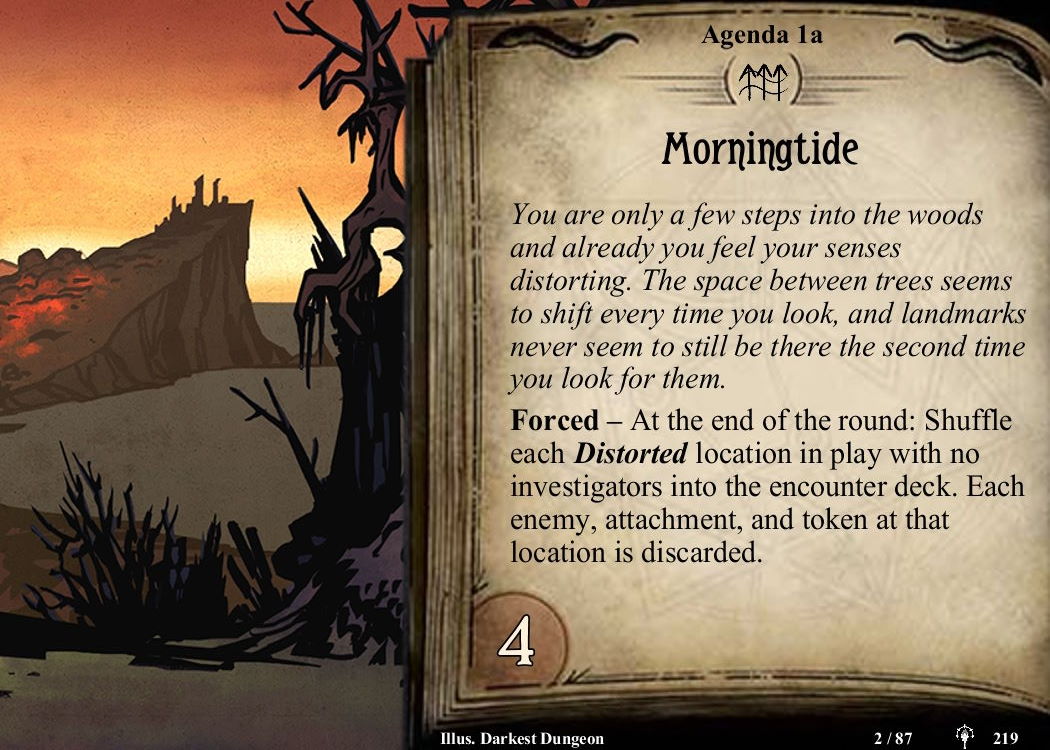 Agenda 1a
Morningtide
You are only a few steps into the woods
and already you feel your senses
distorting. The space between trees seems
to shift every time you look, and landmarks
never seem to still be there the second time
you look for them.
Forced – At the end of the round: Shuffle
each Distorted location in play with no
investigators into the encounter deck. Each
enemy, attachment, and token at that
location is discarded.
4
Illus. Darkest Dungeon
2 / 87
219